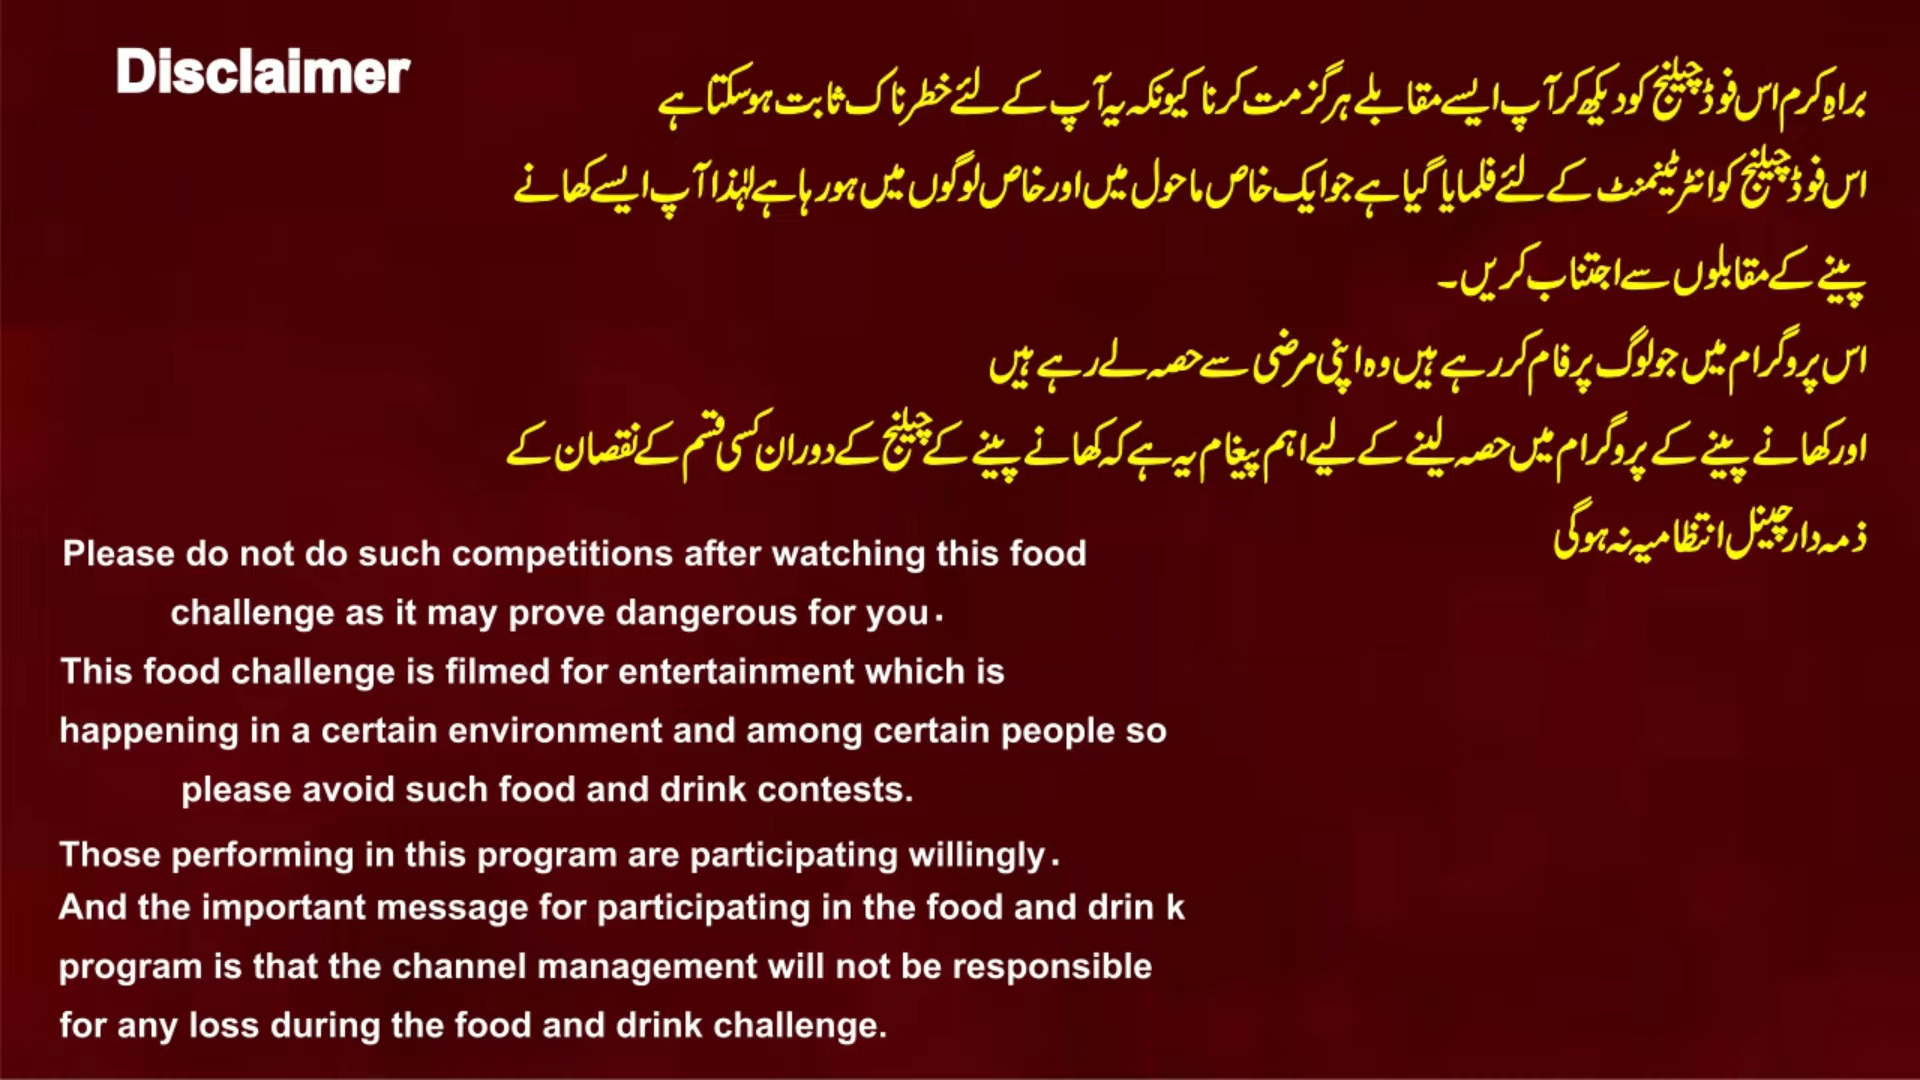 Disclaimer
براہِ کرم اس فوڈ چیلنج کو دیکھ کر آپ ایسے مقابلے ہرگز مت کرنا کیونکہ یہ آپ کے لئے خطرناک ثابت ہوسکتا ہے
اس فوڈ چیلنج کو انٹرٹینمنٹ کے لئے فلمایا گیا ہے جو ایک خاص ماحول میں اور خاص لوگوں میں ہورہا ہے لہٰذا آپ ایسے کھانے
پینے کے مقابلوں سے اجتناب کریں۔
اس پروگرام میں جو لوگ پرفام کررہے ہیں وہ اپنی مرضی سے حصہ لے رہے ہیں
اور کھانے پینے کے پروگرام میں حصہ لینے کے لیے اہم پیغام یہ ہے کہ کھانے پینے کے چیلنج کے دوران کسی قسم کے نقصان کے
ذمہ دار چینل انتظامیہ نہ ہوگی
Please do not do such competitions after watching this food
challenge as it may prove dangerous for you.
This food challenge is filmed for entertainment which is
happening in a certain environment and among certain people so
please avoid such food and drink contests.
Those performing in this program are participating willingly.
And the important message for participating in the food and drin k
program is that the channel management will not be responsible
for any loss during the food and drink challenge.